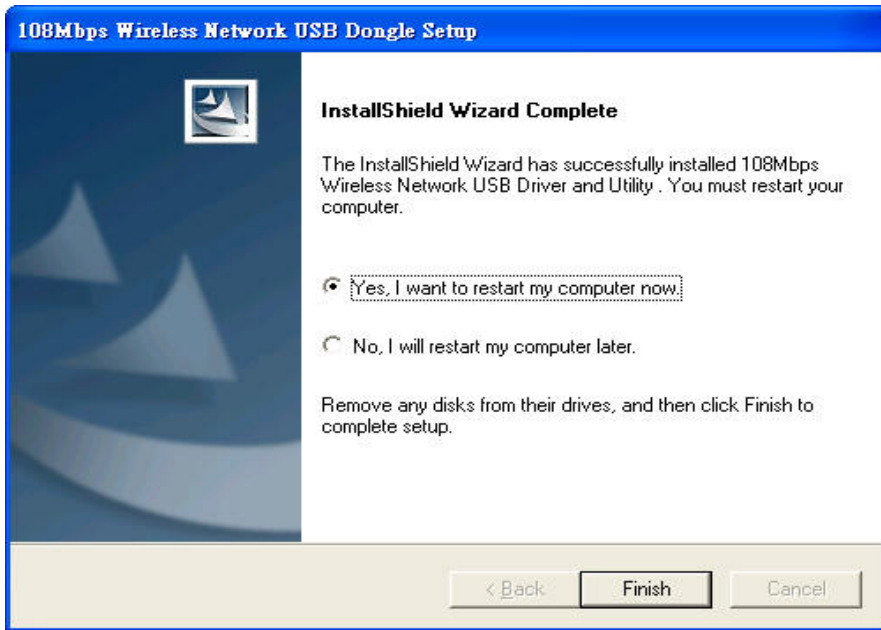 108Mbps Wireless Network USB Dongle Setup
InstallShield Wizard Complete
The InstallShield Wizard has successfully installed 108Mbps
Wireless Network USB Driver and Utility . You must restart your
computer.
Yes, I want to restart my computer now.
No, I will restart my computer later.
Remove any disks from their drives, and then click Finish to
complete setup.
< Back
Finish
Cancel